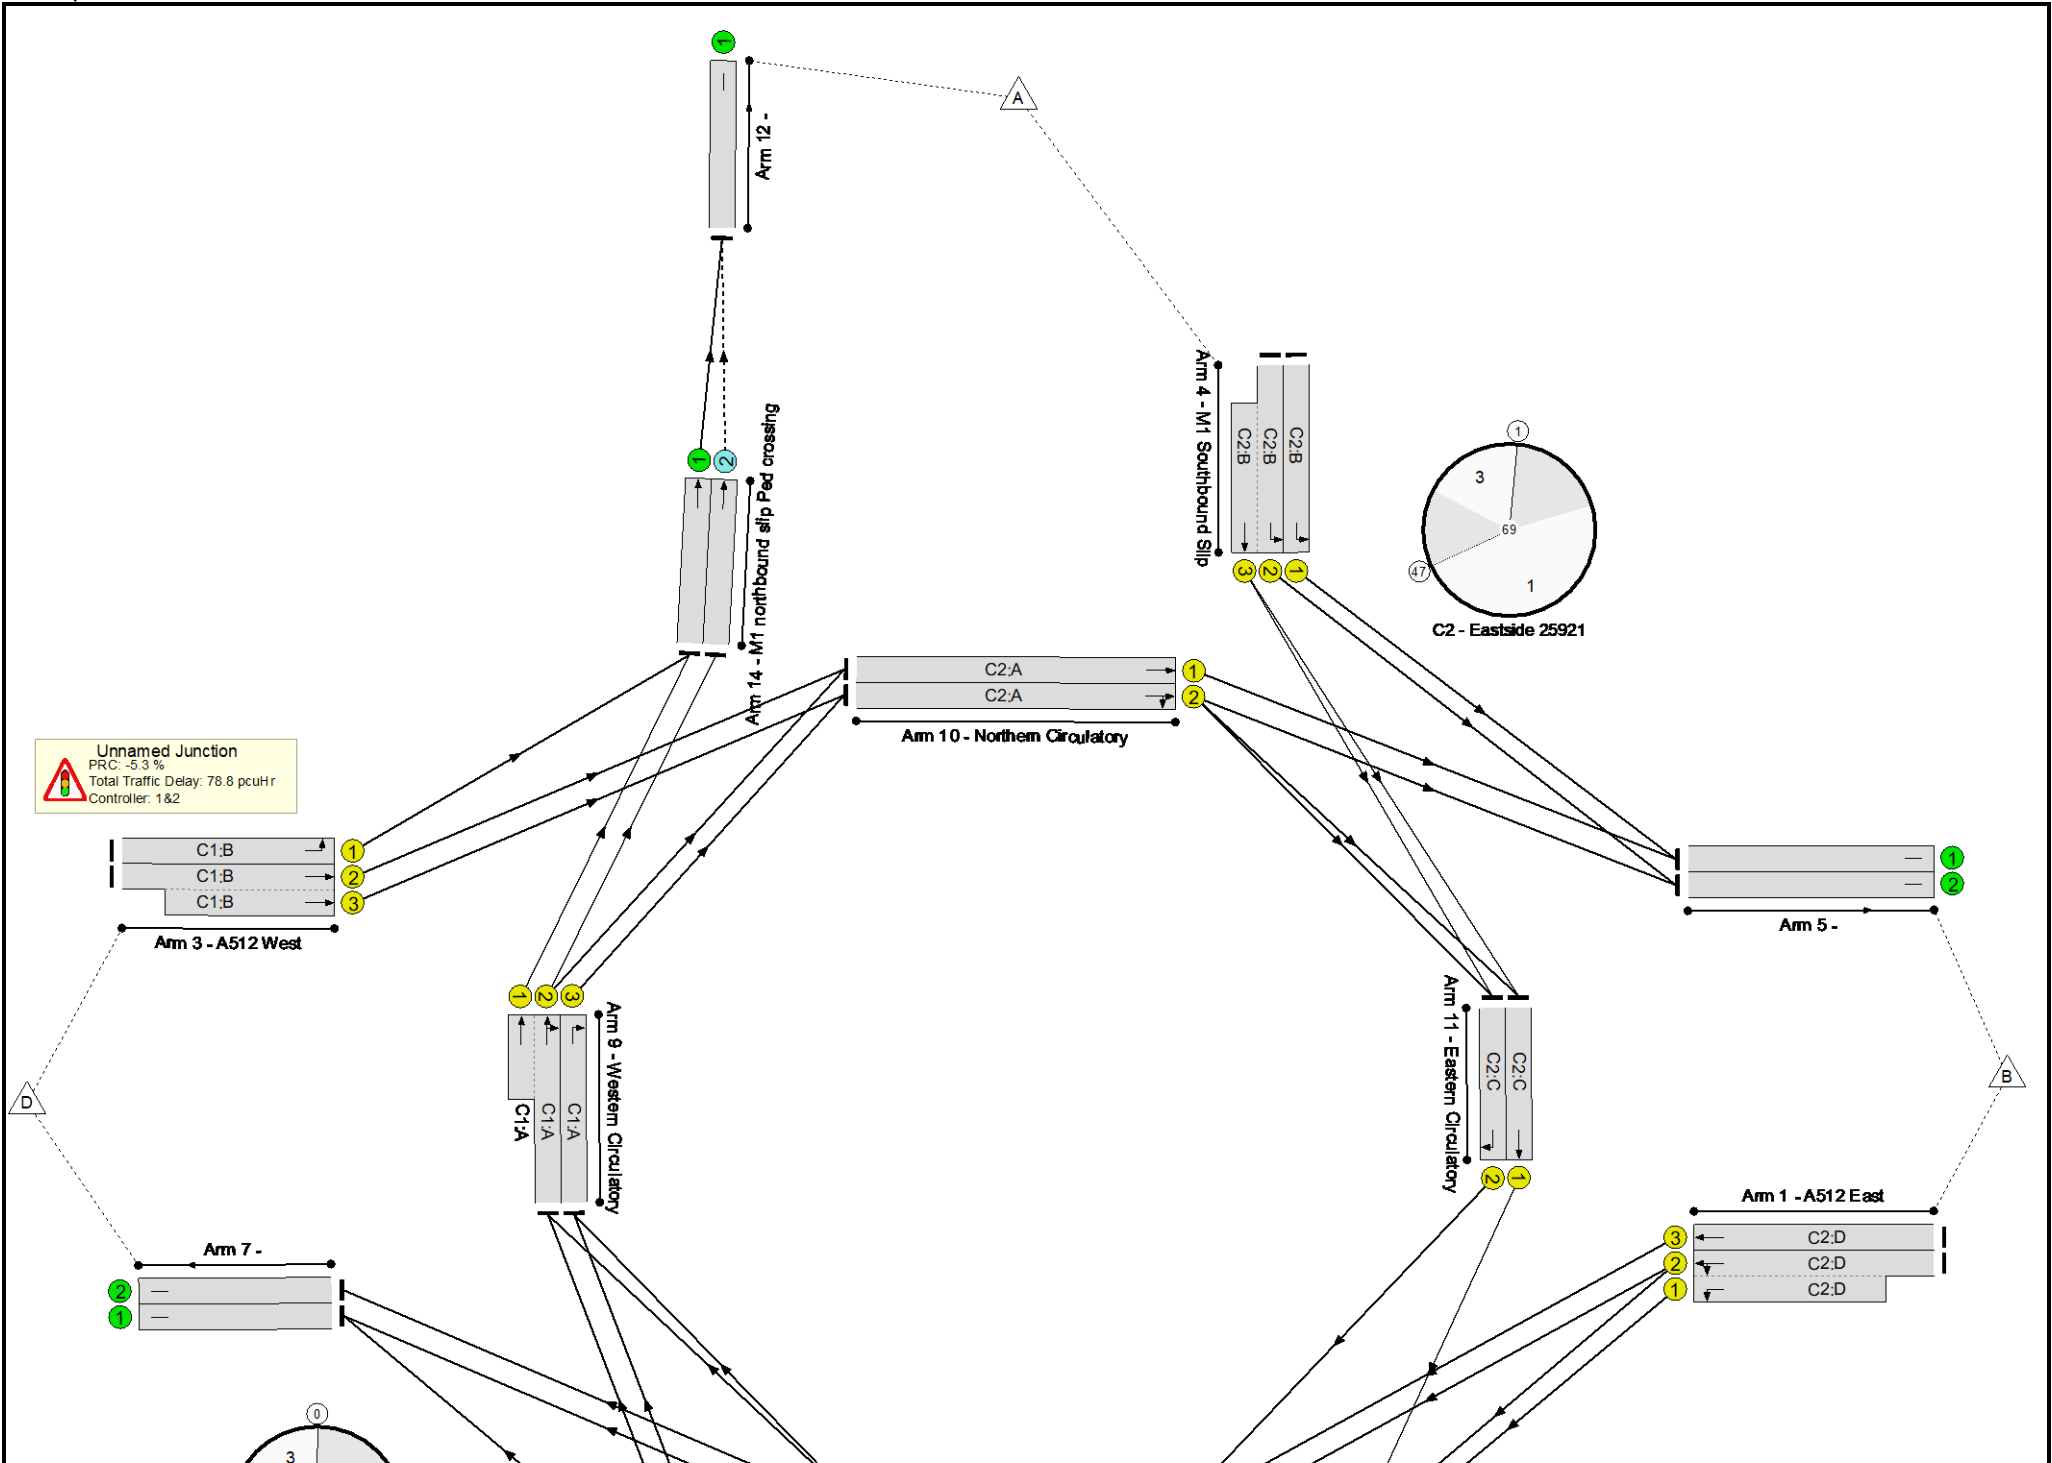 1
Arm 12 -
A
Arm 4 - M1 Southbound Slip
C2:B
C2:B
C2:B
3
2
1
1
3
69
47
1
C2 - Eastside 25921
1
2
Arm 14 - M1 northbound slip Ped crossing
C2:A
C2:A
1
2
Arm 10 - Northern Circulatory
Unnamed Junction
PRC: -5.3 %
Total Traffic Delay: 78.8 pcuHr
Controller: 1&2
C1:B
C1:B
C1:B
1
2
3
Arm 3 - A512 West
1
2
Arm 5 -
1
2
3
Arm 9 - Western Circulatory
C1:A
C1:A
C1:A
Arm 11 - Eastern Circulatory
C2:C
C2:C
2
1
D
B
Arm 1 - A512 East
3
2
1
C2:D
C2:D
C2:D
Arm 7 -
2
1
0
3